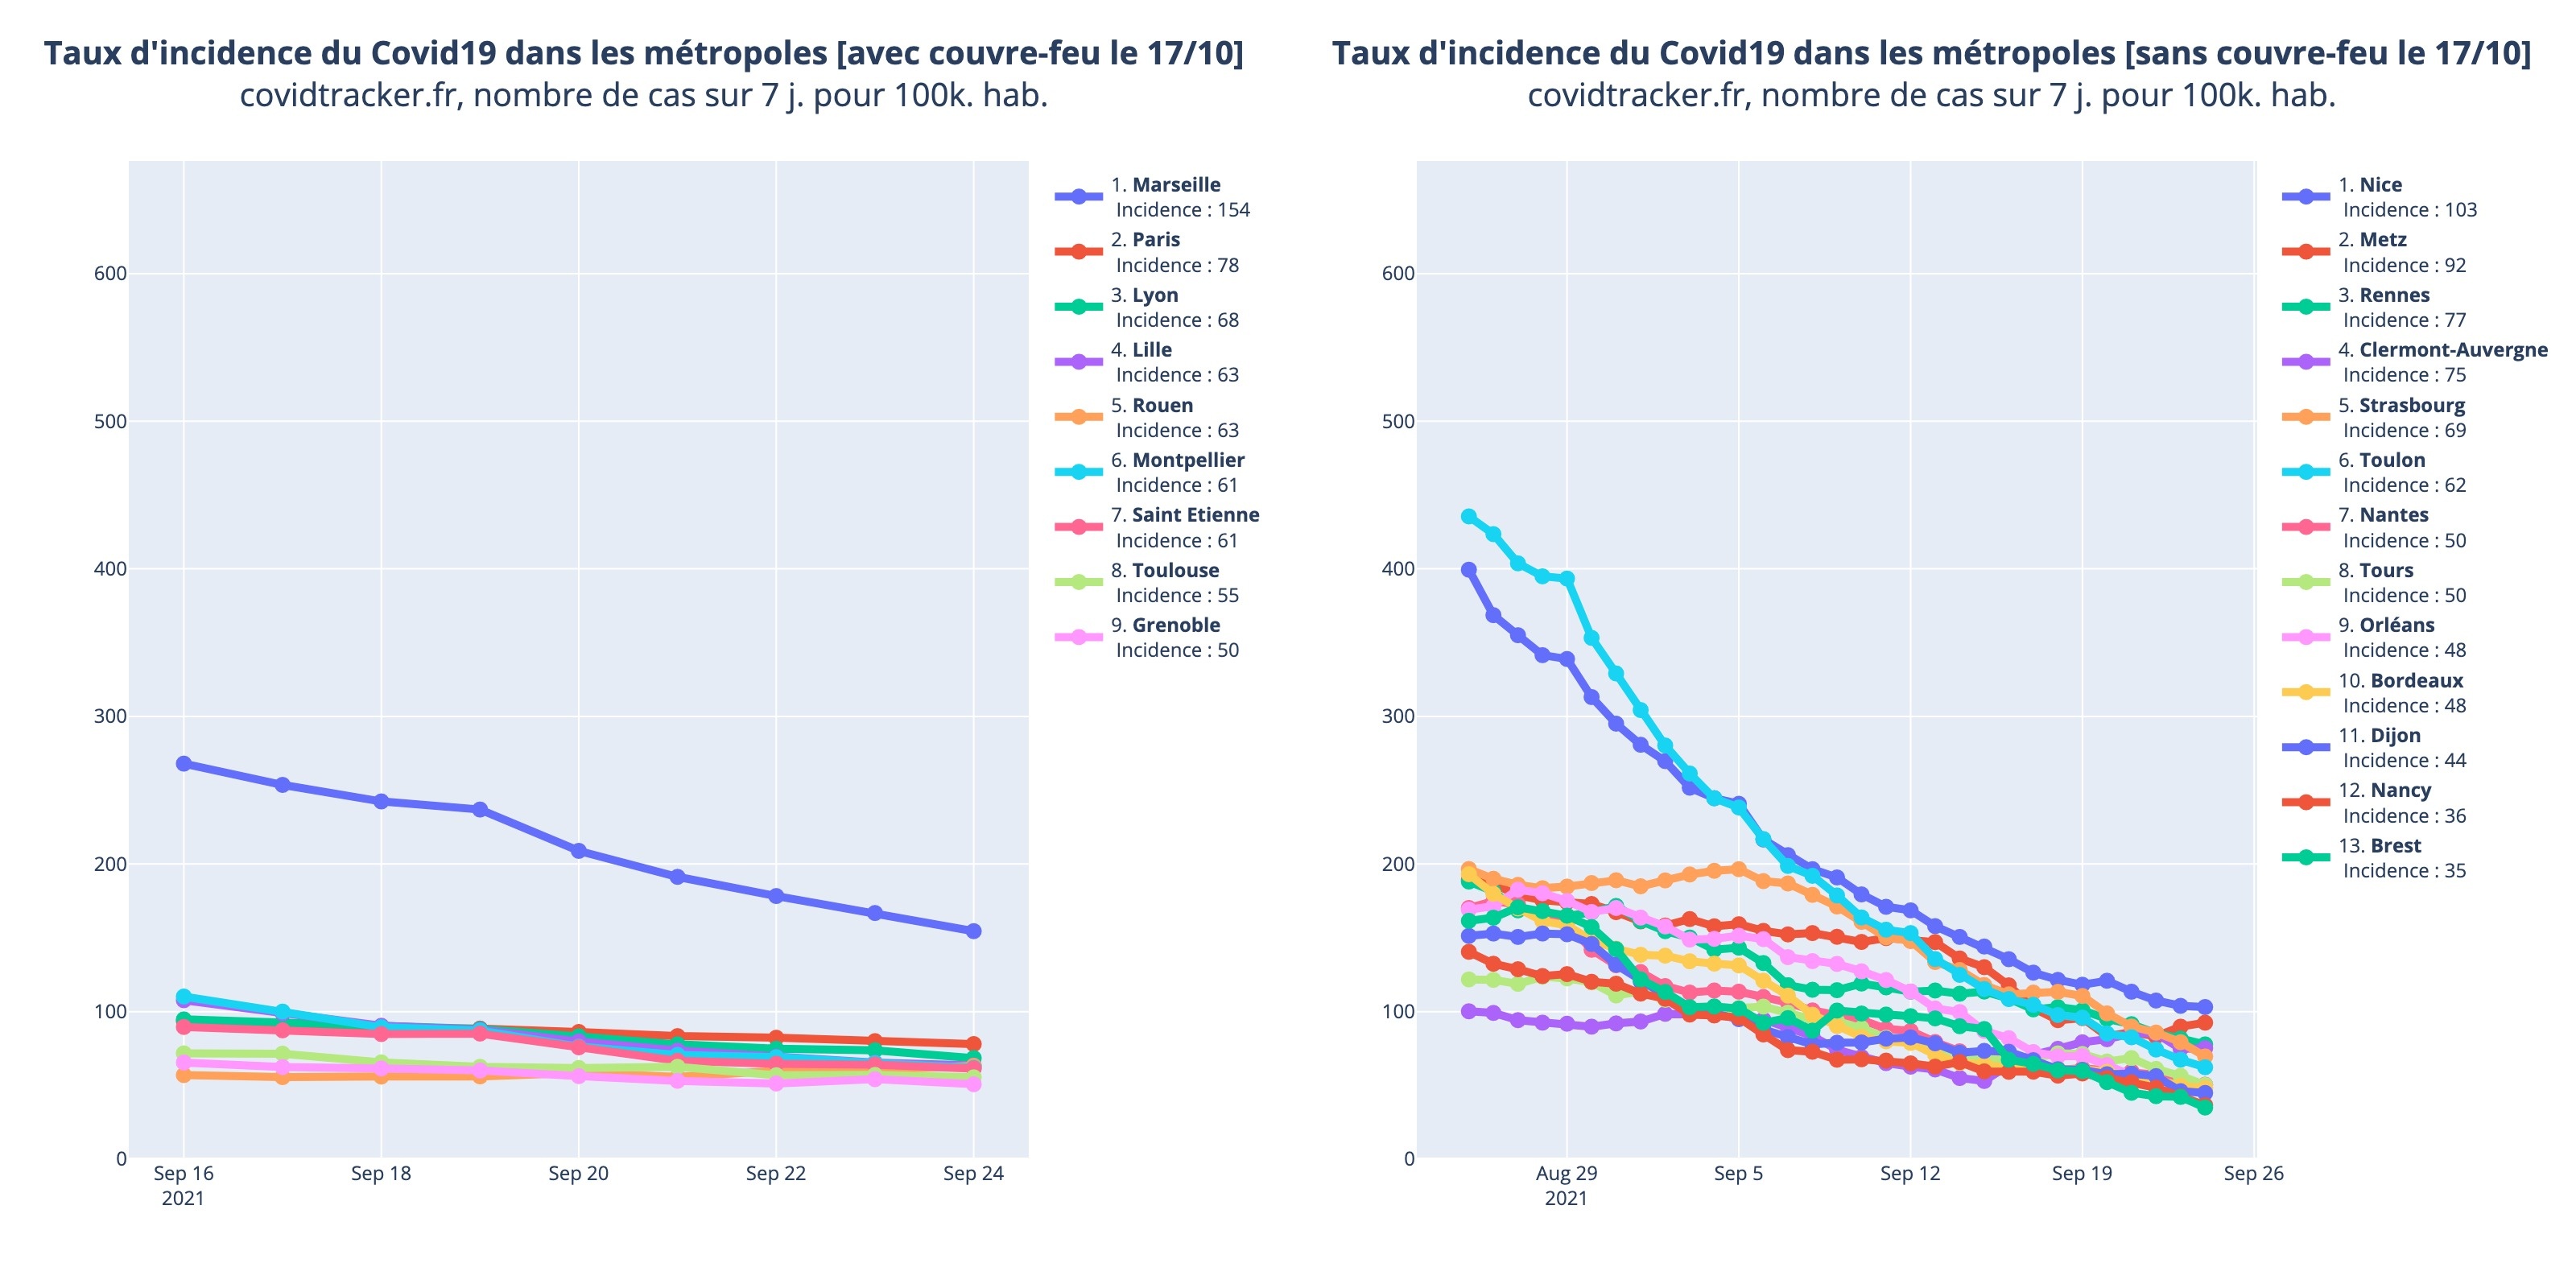 Taux d'incidence du Covid19 dans les métropoles [avec couvre-feu le 17/10]
covidtracker.fr, nombre de cas sur 7 j. pour 100k. hab.
600
500
400
300
200
100
0
Sep 16
2021
Sep 18
Sep 20
Sep 22
Sep 24
1. Marseille
Incidence : 154
2. Paris
Incidence : 78
3. Lyon
Incidence : 68
4. Lille
Incidence : 63
5. Rouen
Incidence : 63
6. Montpellier
Incidence : 61
7. Saint Etienne
Incidence : 61
8. Toulouse
Incidence : 55
9. Grenoble
Incidence : 50
Taux d'incidence du Covid19 dans les métropoles [sans couvre-feu le 17/10]
covidtracker.fr, nombre de cas sur 7 j. pour 100k. hab.
600
500
400
300
200
100
0
Aug 29
2021
Sep 5
Sep 12
Sep 19
Sep 26
1. Nice
Incidence : 103
2. Metz
Incidence : 92
3. Rennes
Incidence : 77
4. Clermont-Auvergne
Incidence : 75
5. Strasbourg
Incidence : 69
6. Toulon
Incidence : 62
7. Nantes
Incidence : 50
8. Tours
Incidence : 50
9. Orléans
Incidence : 48
10. Bordeaux
Incidence : 48
11. Dijon
Incidence : 44
12. Nancy
Incidence : 36
13. Brest
Incidence : 35